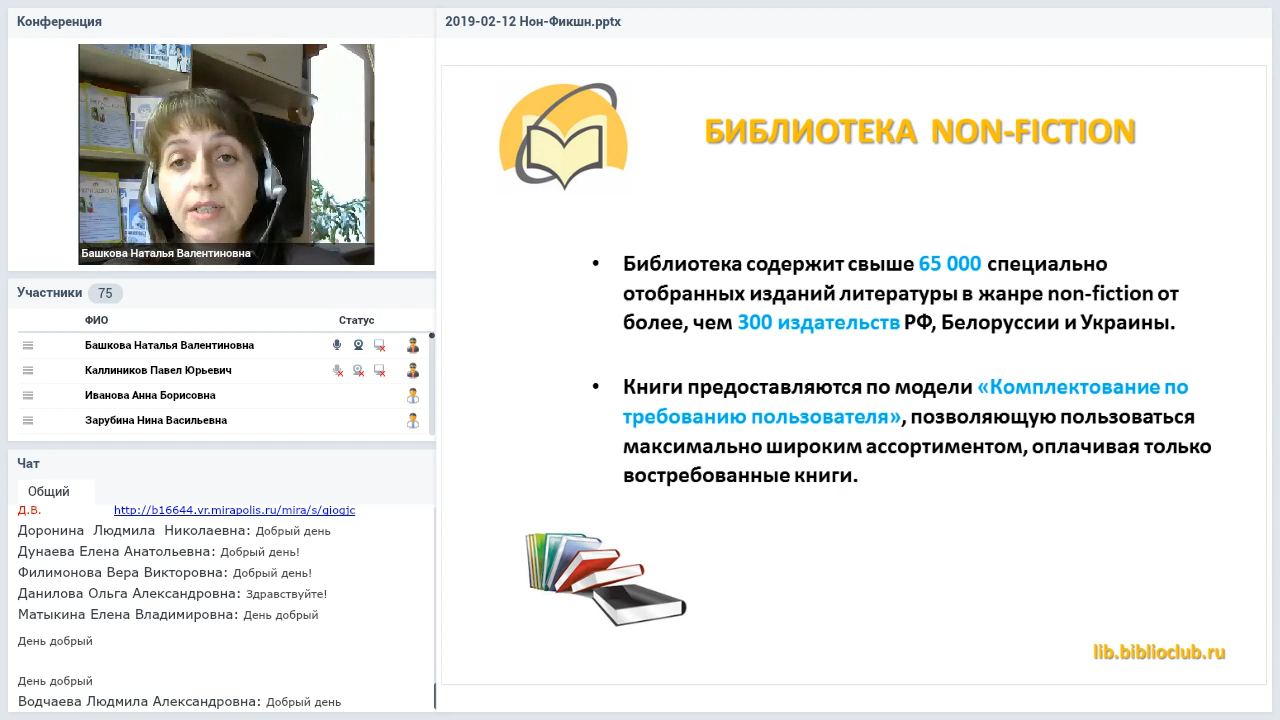 Конференция
Башкова Наталья Валентиновна
Участники 75
ФИО Статус
Башкова Наталья Валентиновна
Каллиников Павел Юрьевич
Иванова Анна Борисовна
Зарубина Нина Васильевна
Чат
Общий
Д.В. http://b16644.vr.mirapolis.ru/mira/s/giogjc
Доронина Людмила Николаевна: Добрый день
Дунаева Елена Анатольевна: Добрый день!
Филимонова Вера Викторовна: Добрый день!
Данилова Ольга Александровна: Здравствуйте!
Матыкина Елена Владимировна: День добрый
День добрый
День добрый
Водчаева Людмила Александровна: Добрый день
2019-02-12 Нон-Фикшн.pptx
БИБЛИОТЕКА NON-FICTION
• Библиотека содержит свыше 65 000 специально
отобранных изданий литературы в жанре non-fiction от
более, чем 300 издательств РФ, Белоруссии и Украины.
• Книги предоставляются по модели «Комплектование по
требованию пользователя», позволяющую пользоваться
максимально широким ассортиментом, оплачивая только
востребованные книги.
lib.biblioclub.ru